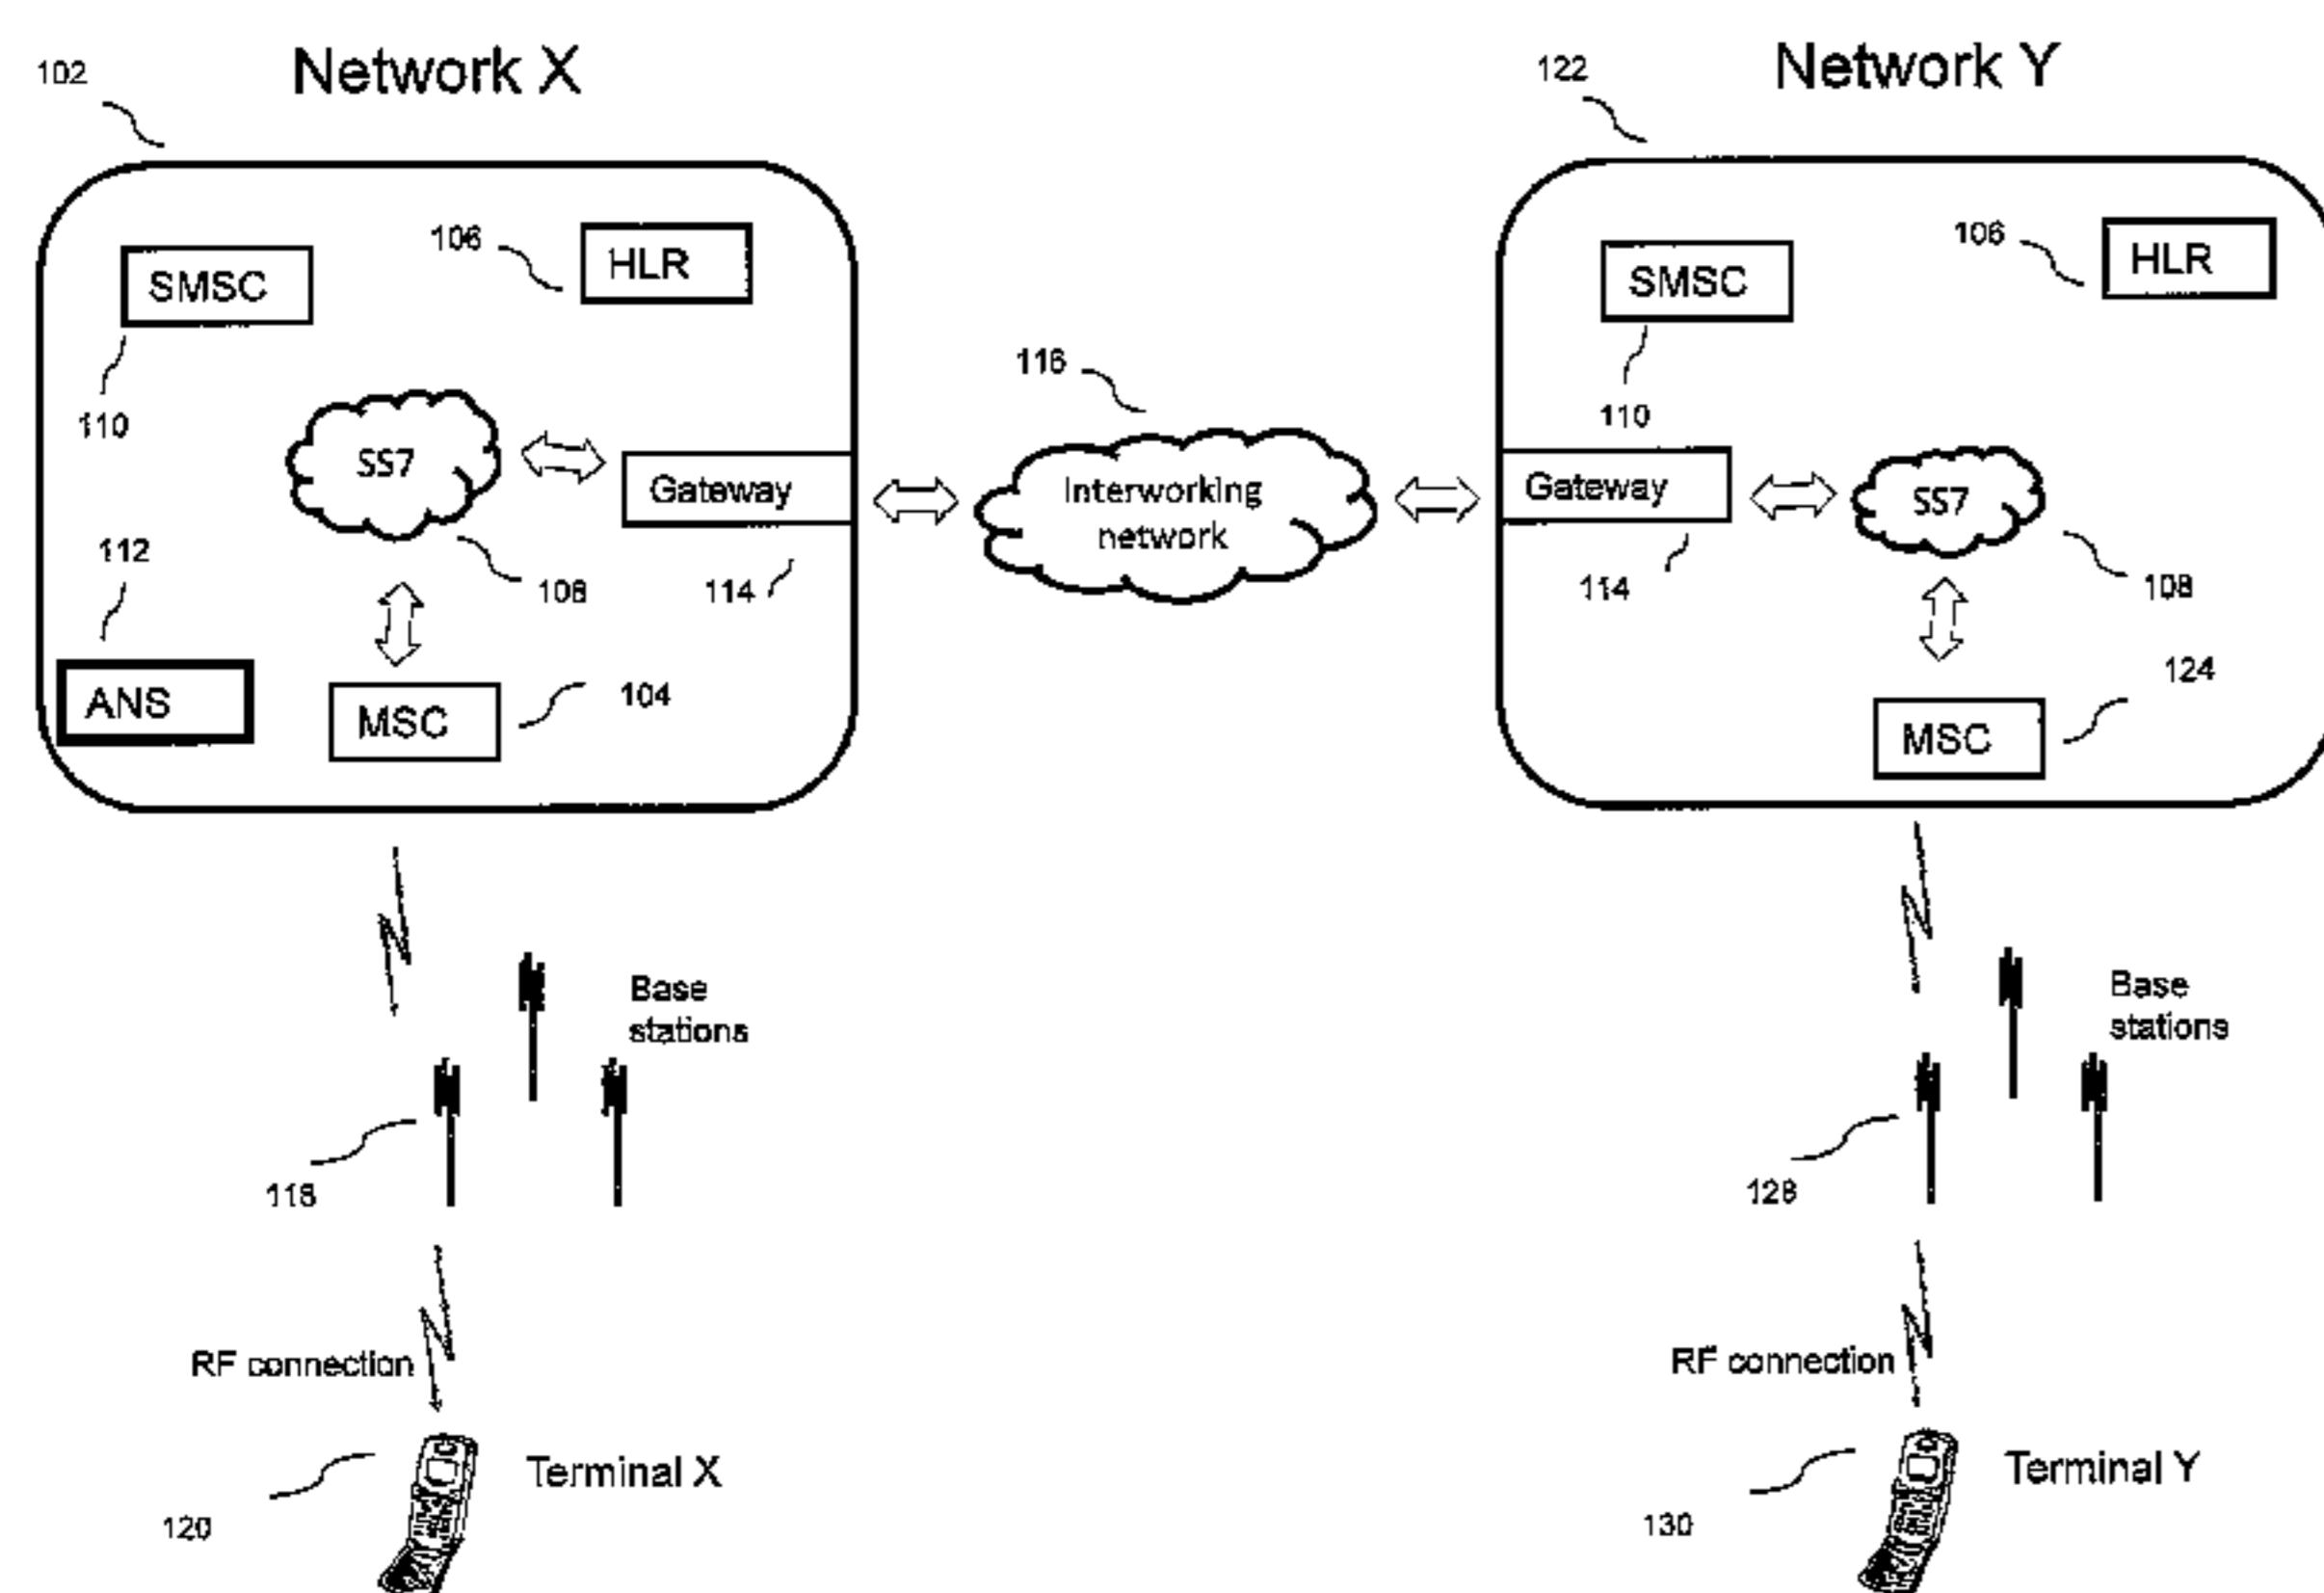 102
Network X
SMSC
110
106
HLR
SS7
108
Gateway
114
112
ANS
MSC
104
116
Interworking
network
122
Network Y
SMSC
110
106
HLR
Gateway
114
SS7
108
MSC
124
Base
stations
118
RF connection
Terminal X
120
Base
stations
128
RF connection
Terminal Y
130